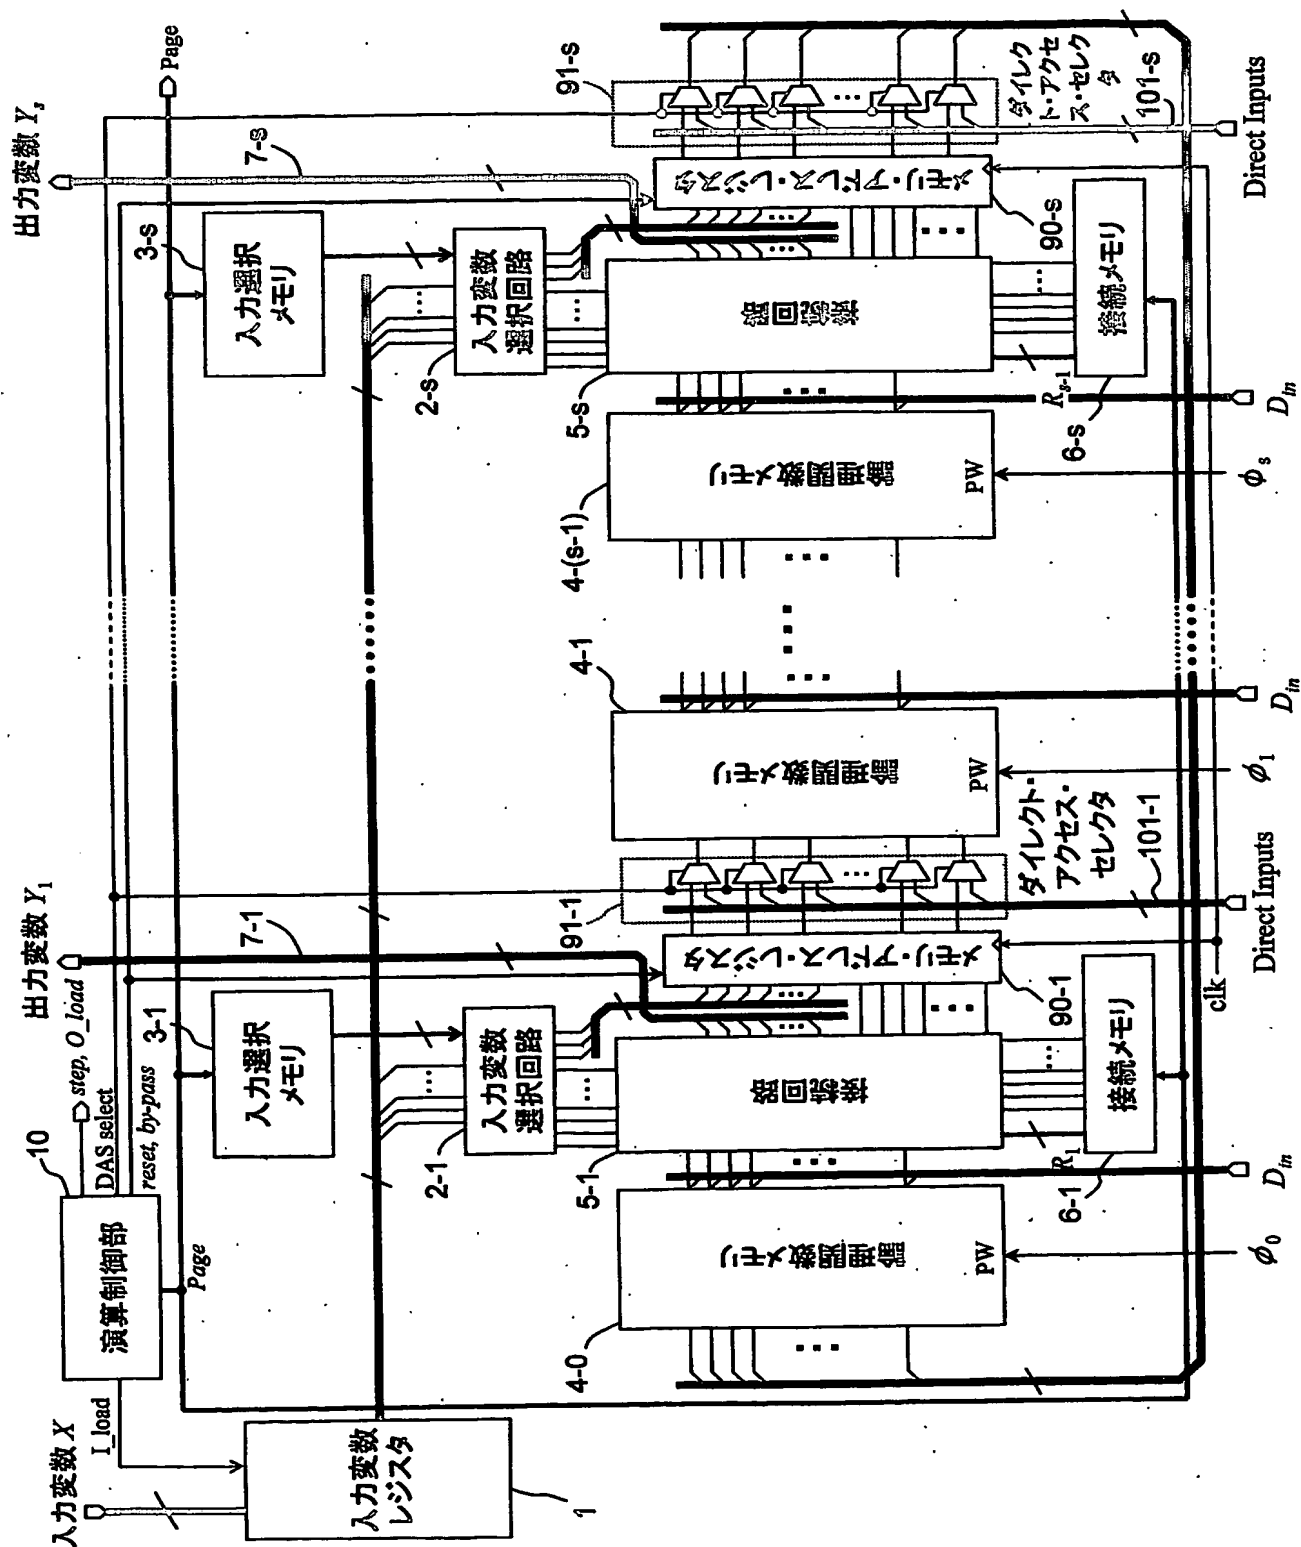 入力変数 X
I_load
入力変数
レジスタ
1
10
演算制御部
step, O_load
DAS select
reset, by-pass
Page
Page
出力変数 Y1
7-1
3-1
入力選択
メモリ
2-1
入力変数
選択回路
5-1
接続回路
R1
6-1
接続メモリ
4-0
論理関数メモリ
PW
ϕ0
Din
90-1
メモリ・アドレス・レジスタ
91-1
ダイレクト・
アクセス・
セレクタ
101-1
Direct Inputs
clk
4-1
論理関数メモリ
PW
ϕ1
Din
出力変数 Ys
7-s
3-s
入力選択
メモリ
2-s
入力変数
選択回路
5-s
接続回路
Rs-1
6-s
接続メモリ
4-(s-1)
論理関数メモリ
PW
ϕs
Din
90-s
メモリ・アドレス・レジスタ
91-s
ダイレク
ト・アクセ
ス・セレク
タ
101-s
Direct Inputs